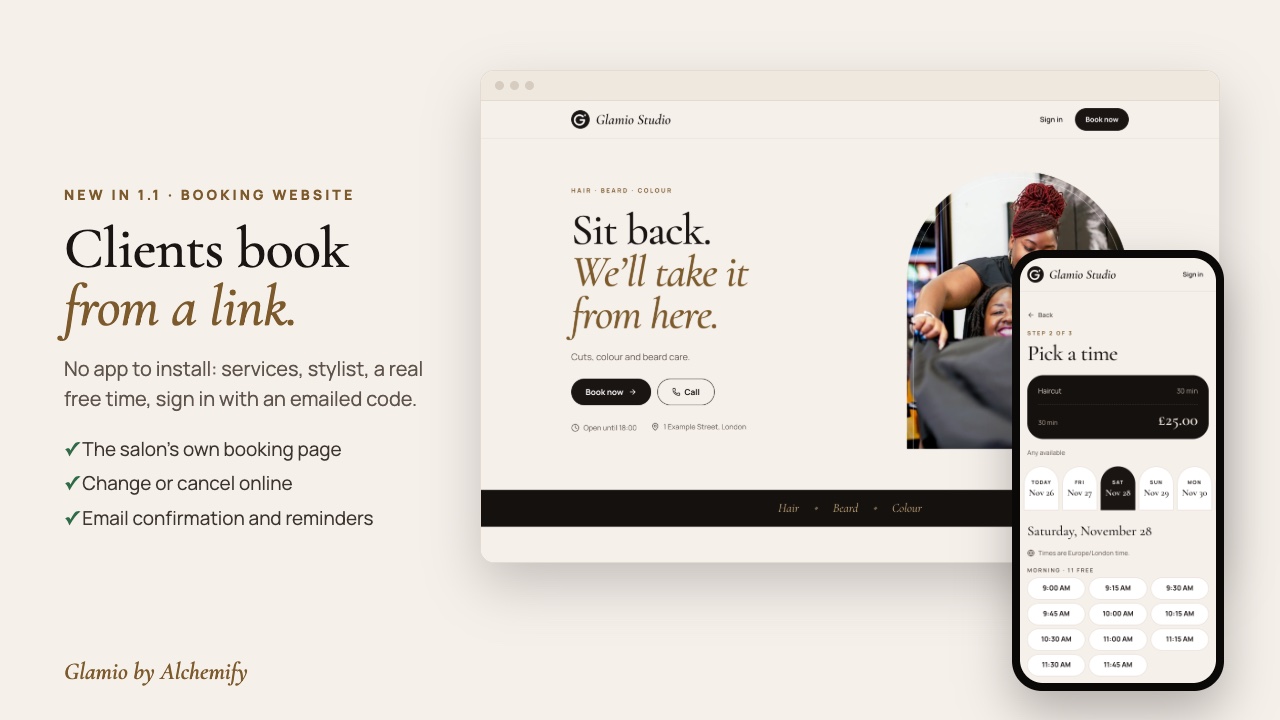 NEW IN 1.1 · BOOKING WEBSITE
Clients book
from a link.
No app to install: services, stylist, a real
free time, sign in with an emailed code.
✔The salon's own booking page
✔Change or cancel online
✔Email confirmation and reminders
Glamio by Alchemify
G Glamio Studio
Sign in
Book now
HAIR · BEARD · COLOUR
Sit back.
We'll take it
from here.
Cuts, colour and beard care.
Book now →
Call
Open until 18:00
1 Example Street, London
Hair • Beard • Colour
G Glamio Studio
Sign in
← Back
STEP 2 OF 3
Pick a time
Haircut 30 min
30 min £25.00
Any available
TODAY FRI SAT SUN MON
Nov 26 Nov 27 Nov 28 Nov 29 Nov 30
Saturday, November 28
Times are Europe/London time.
MORNING · 11 FREE
9:00 AM 9:15 AM 9:30 AM
9:45 AM 10:00 AM 10:15 AM
10:30 AM 11:00 AM 11:15 AM
11:30 AM 11:45 AM